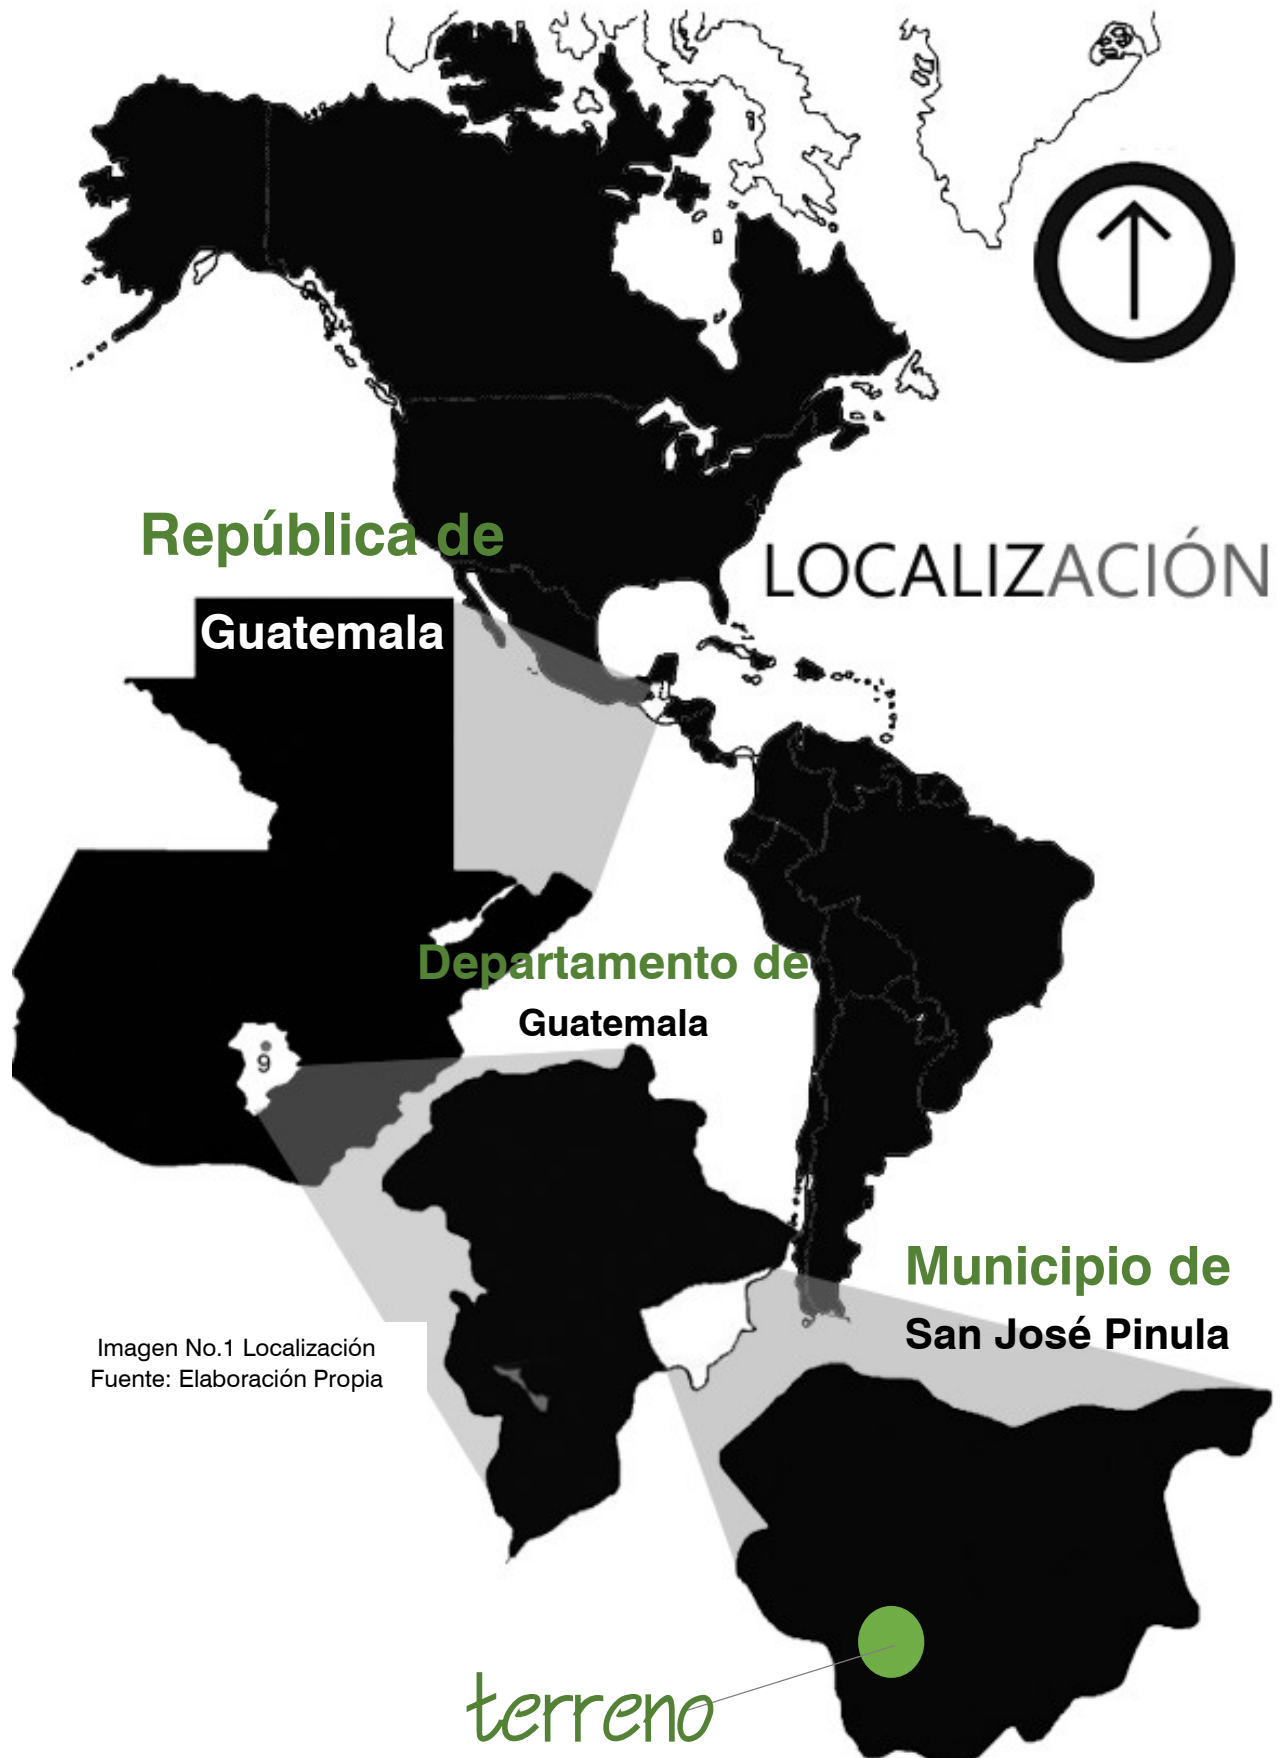 República de
LOCALIZACIÓN
Guatemala
Departamento de
Guatemala
9
Municipio de
San José Pinula
Imagen No.1 Localización
Fuente: Elaboración Propia
terreno